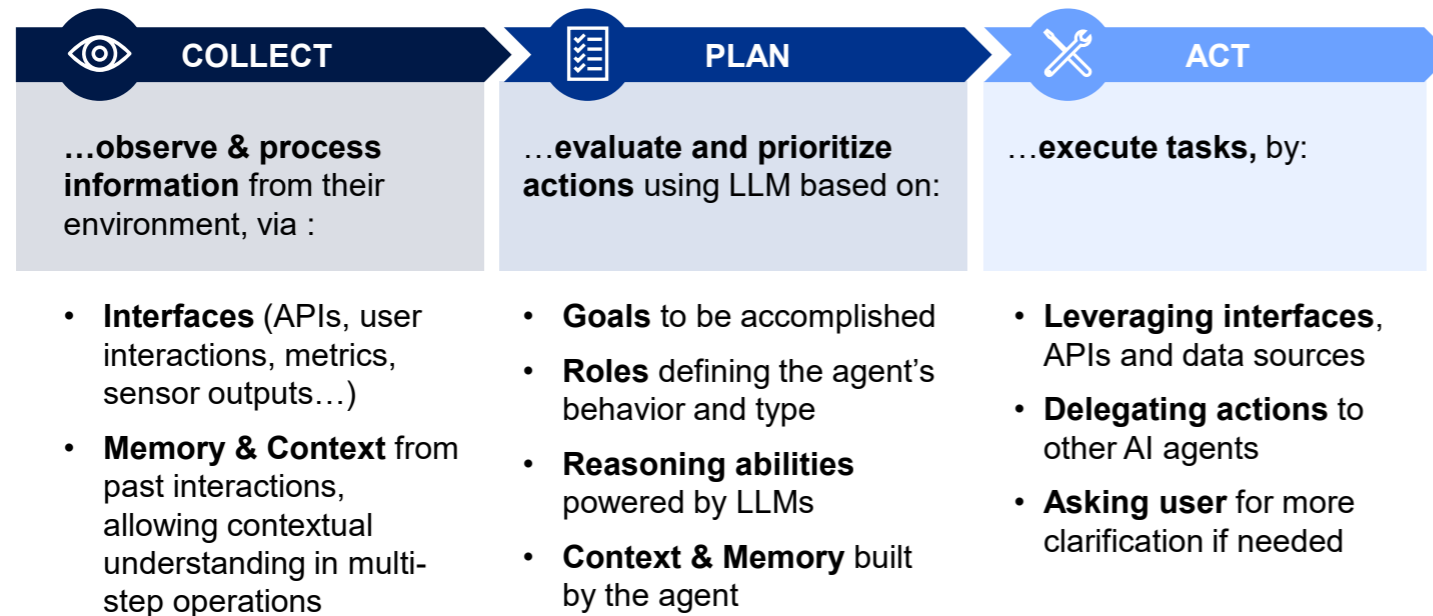 COLLECT
…observe & process
information from their
environment, via :
• Interfaces (APIs, user
interactions, metrics,
sensor outputs…)
• Memory & Context from
past interactions,
allowing contextual
understanding in multi-
step operations
PLAN
…evaluate and prioritize
actions using LLM based on:
• Goals to be accomplished
• Roles defining the agent’s
behavior and type
• Reasoning abilities
powered by LLMs
• Context & Memory built
by the agent
ACT
…execute tasks, by:
• Leveraging interfaces,
APIs and data sources
• Delegating actions to
other AI agents
• Asking user for more
clarification if needed